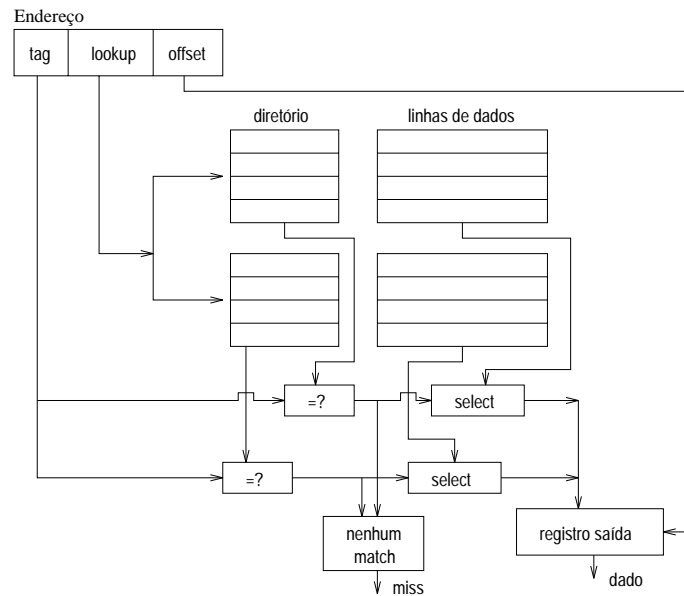 Endereço
tag lookup offset
diretório linhas de dados
=? select
=? select
nenhum
match
registro saída
miss
dado